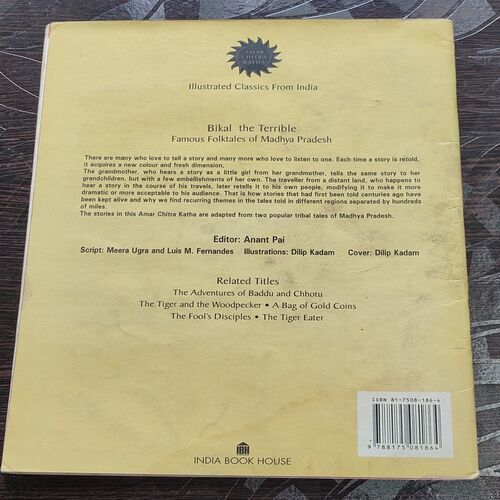 AMAR
CHITRA
KATHA
Illustrated Classics From India
Bikal the Terrible
Famous Folktales of Madhya Pradesh
There are many who love to tell a story and many more who love to listen to one. Each time a story is retold,
it acquires a new colour and fresh dimension.
The grandmother, who hears a story as a little girl from her grandmother, tells the same story to her
grandchildren, but with a few embellishments of her own. The traveller from a distant land, who happens to
hear a story in the course of his travels, later retells it to his own people, modifying it to make it more
dramatic or more acceptable to his audience. That is how stories that had first been told centuries ago have
been kept alive and why we find recurring themes in the tales told in different regions separated by hundreds
of miles.
The stories in this Amar Chitra Katha are adapted from two popular tribal tales of Madhya Pradesh.
Editor: Anant Pai
Script: Meera Ugra and Luis M. Fernandes Illustrations: Dilip Kadam Cover: Dilip Kadam
Related Titles
The Adventures of Baddu and Chhotu
The Tiger and the Woodpecker • A Bag of Gold Coins
The Fool's Disciples • The Tiger Eater
ISBN 81-7508-186-4
9 788175 081864
IBH
INDIA BOOK HOUSE